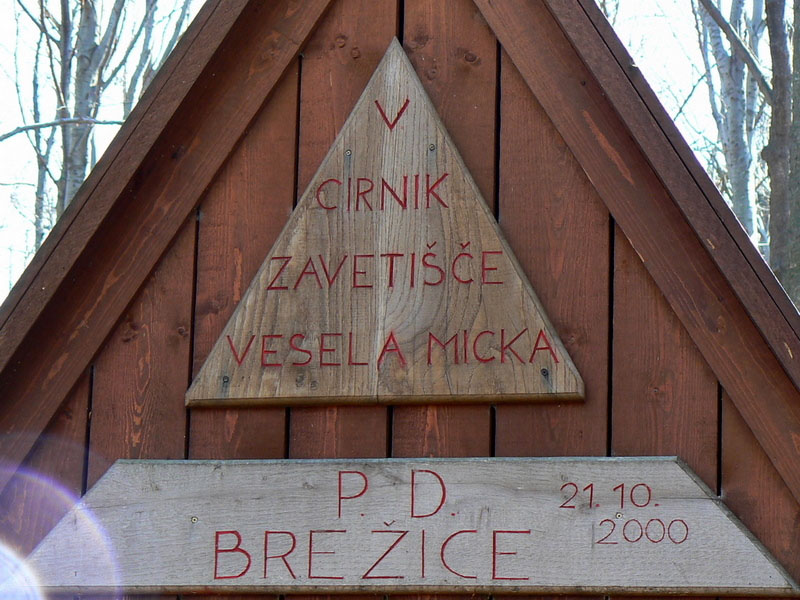 V
CIRNIK
ZAVETIŠČE
VESELA MICKA
P. D. 21. 10.
BREŽICE 2000